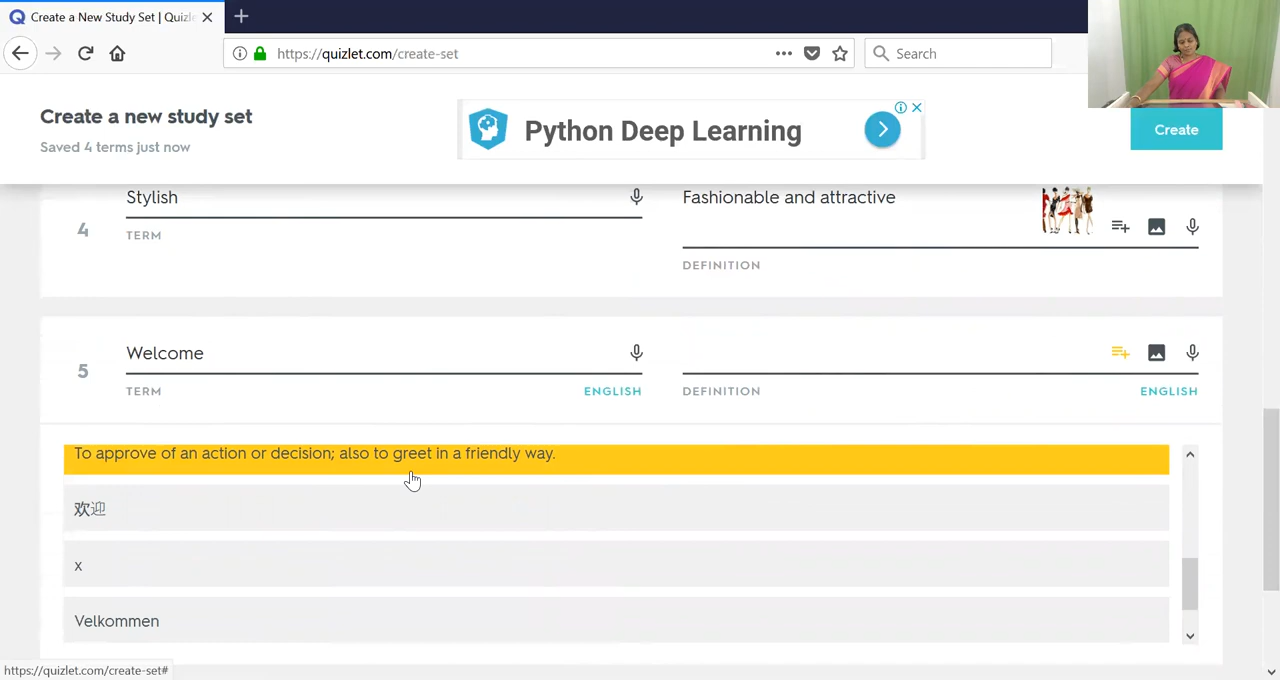 Create a New Study Set | Quizle
https://quizlet.com/create-set
Search
Create a new study set
Saved 4 terms just now
Python Deep Learning
Create
4
Stylish
TERM
Fashionable and attractive
DEFINITION
5
Welcome
TERM
ENGLISH
DEFINITION
ENGLISH
To approve of an action or decision; also to greet in a friendly way.
欢迎
x
Velkommen
https://quizlet.com/create-set#